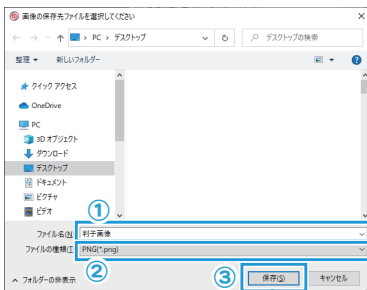 画像の保存先ファイルを選択してください
PC › デスクトップ
デスクトップの検索
整理 ▼ 新しいフォルダー
クイック アクセス
OneDrive
PC
3D オブジェクト
ダウンロード
デスクトップ
ドキュメント
ピクチャ
ビデオ
①
ファイル名(N): 判子画像
ファイルの種類(T): PNG(*.png)
②
③
フォルダーの非表示
保存(S)
キャンセル